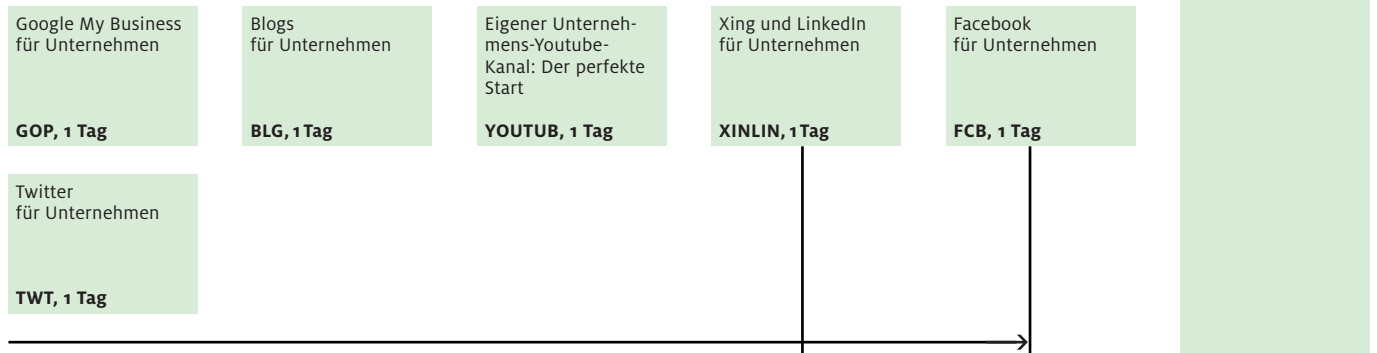 Google My Business
für Unternehmen
GOP, 1 Tag
Blogs
für Unternehmen
BLG, 1 Tag
Eigener Unterneh-
mens-Youtube-
Kanal: Der perfekte
Start
YOUTUB, 1 Tag
Xing und LinkedIn
für Unternehmen
XINLIN, 1 Tag
Facebook
für Unternehmen
FCB, 1 Tag
Twitter
für Unternehmen
TWT, 1 Tag